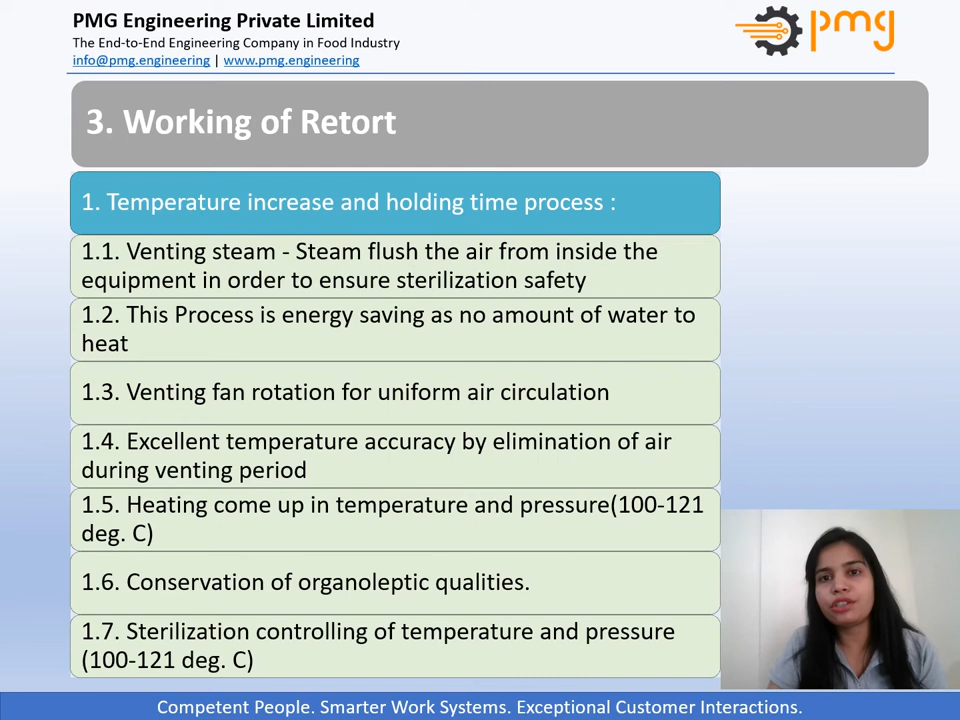 PMG Engineering Private Limited
The End-to-End Engineering Company in Food Industry
info@pmg.engineering | www.pmg.engineering
pmg
3. Working of Retort
1. Temperature increase and holding time process :
1.1. Venting steam - Steam flush the air from inside the
equipment in order to ensure sterilization safety
1.2. This Process is energy saving as no amount of water to
heat
1.3. Venting fan rotation for uniform air circulation
1.4. Excellent temperature accuracy by elimination of air
during venting period
1.5. Heating come up in temperature and pressure(100-121
deg. C)
1.6. Conservation of organoleptic qualities.
1.7. Sterilization controlling of temperature and pressure
(100-121 deg. C)
Competent People. Smarter Work Systems. Exceptional Customer Interactions.